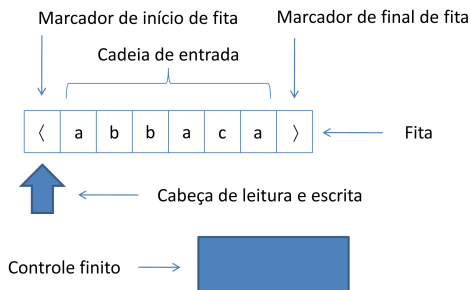 Marcador de início de fita
Marcador de final de fita
Cadeia de entrada
〈 a b b a c a 〉
Fita
Cabeça de leitura e escrita
Controle finito